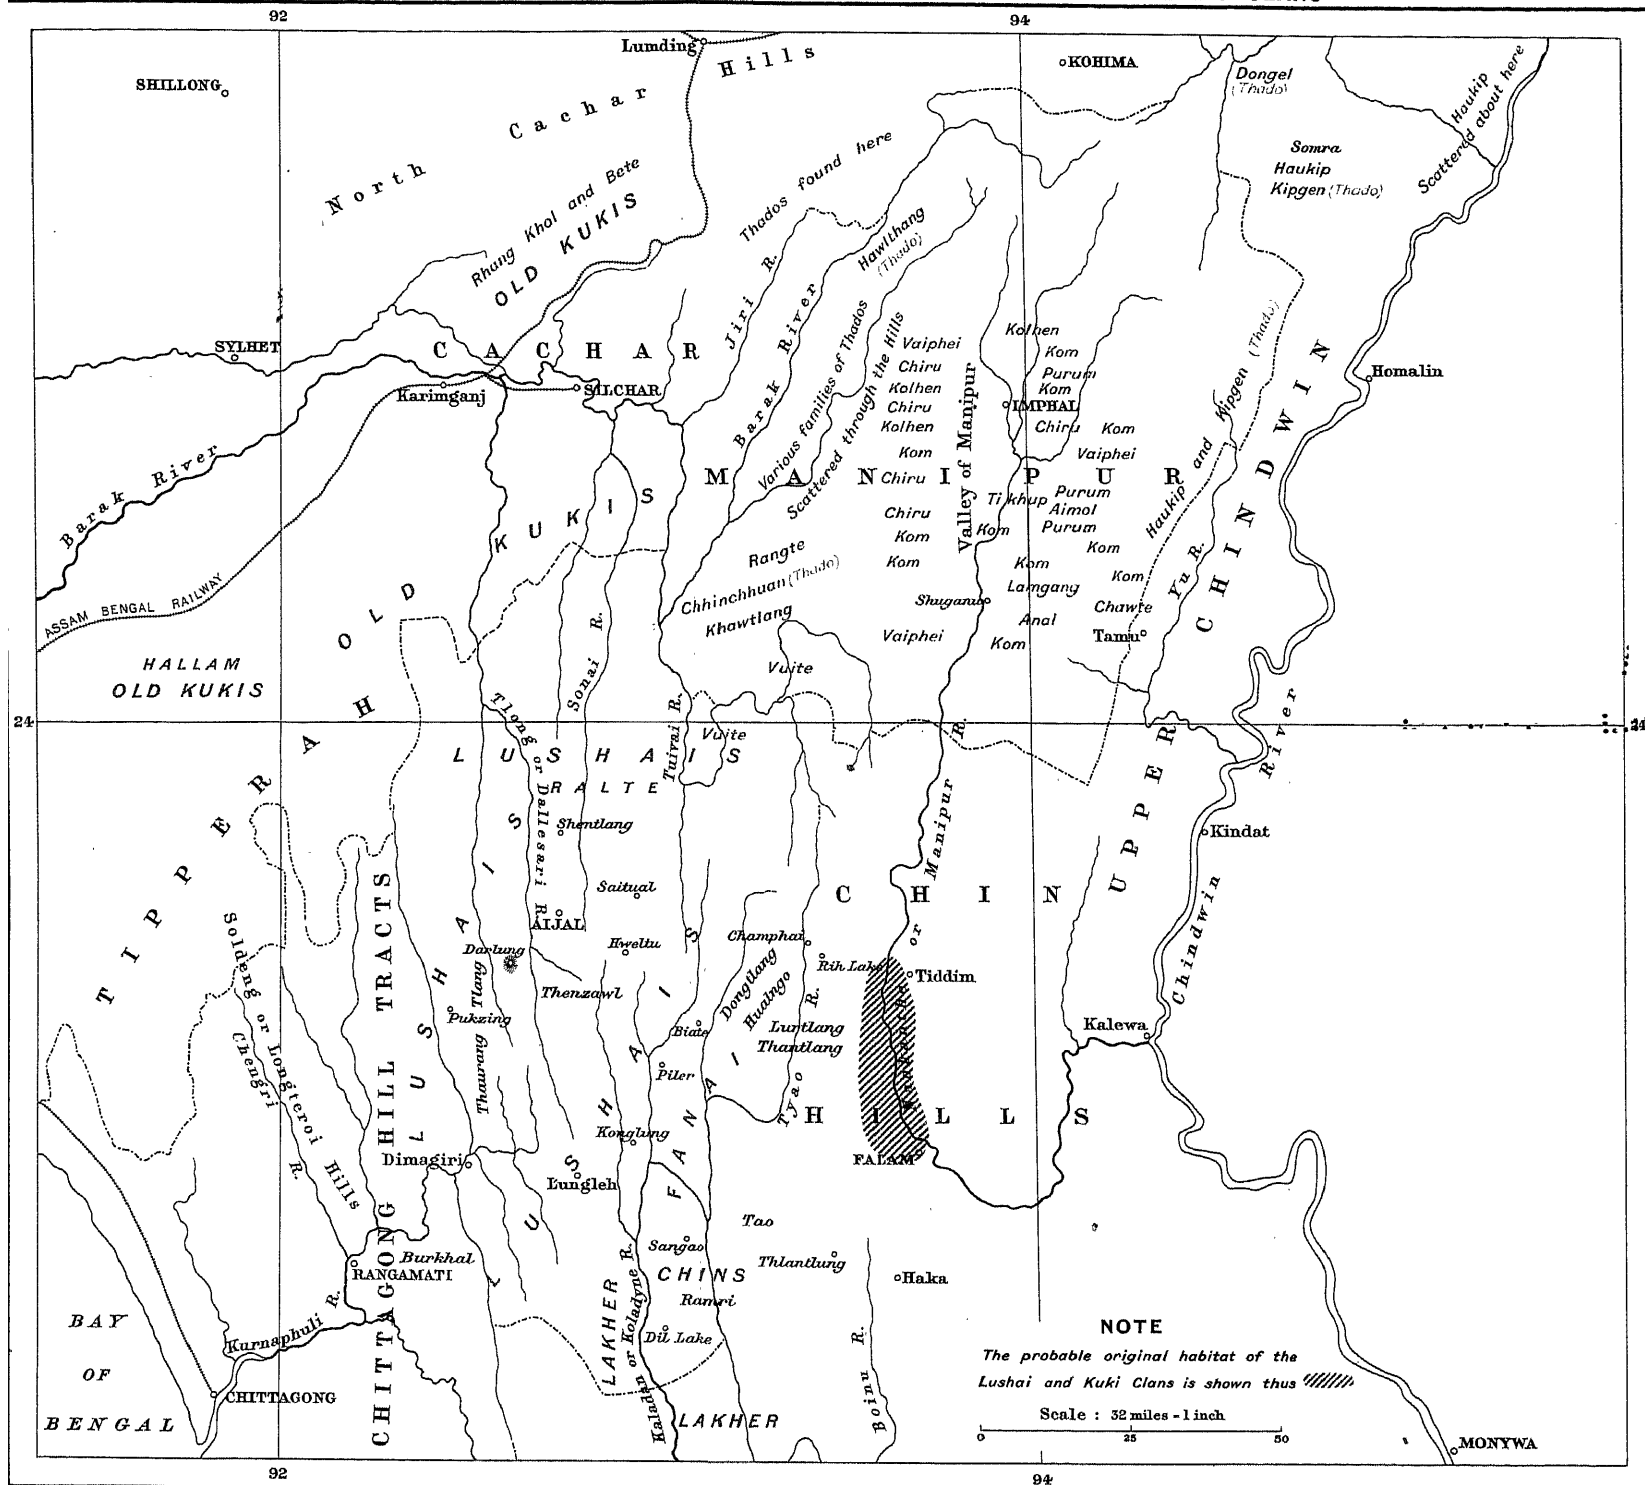 92
94
Lumding
Hills
SHILLONG
KOHIMA
Dongel
(Thado)
Haukip
Scattered about here
North Cachar
Rhang Khol and Bete
OLD KUKIS
Thados found here
Somra
Haukip
Kipgen (Thado)
Jiri R.
Barak River
Hawlthang
(Thado)
Various families of Thados
Scattered through the Hills
SYLHET
CACHAR
Karimganj
SILCHAR
Barak River
ASSAM BENGAL RAILWAY
Vaiphei
Chiru
Kolhen
Chiru
Kolhen
Kom
Chiru
Chiru
Kom
Kom
Valley of Manipur
Kolhen
Kom
Purum
Kom
IMPHAL
Chiru
Kom
Vaiphei
MANIPUR
Tikhup
Purum
Aimol
Kom
Purum
Kom
Kom
Kom
Lamgang
Chawte
Shuganu
Anal
Vaiphei
Kom
Tamu
Haukip and Kipgen (Thado)
Yu R.
UPPER CHINDWIN
Homalin
OLD KUKIS
Rangte
Chhinchhuan (Thado)
Khawtlang
Vuite
HALLAM
OLD KUKIS
TIPPERAH
Sonai R.
Tlong or Dallesari R.
Tuivai R.
24
24
Vuite
LUSHAIS
RALTE
Shentlang
Saitual
AIJAL
Darlung
Hweltu
Champhai
Rih Lake
Tiddim
Manipur or
R.
CHIN
HILLS
Kindat
Chindwin River
Kalewa
Thenzawl
Pukzing
Thaurang Tlang
Dongtlang
Hualngo
Biate
Lurtlang
Thantlang
Piler
Tyao R.
LUSHAIS
LUSHAIS
FANAI
Konglung
FALAM
Soldeng or Longteroi Hills
Chengri R.
CHITTAGONG HILL TRACTS
Dimagiri
Lungleh
Burkhal
RANGAMATI
Tao
Sangao
Thlantlung
CHINS
Ramri
Haka
LAKHER
Kaladan or Koladyne R.
Dil Lake
LAKHER
Boinu R.
Kurnaphuli R.
CHITTAGONG
BAY
OF
BENGAL
NOTE
The probable original habitat of the
Lushai and Kuki Clans is shown thus
Scale : 32 miles - 1 inch
0 25 50
MONYWA
92
94